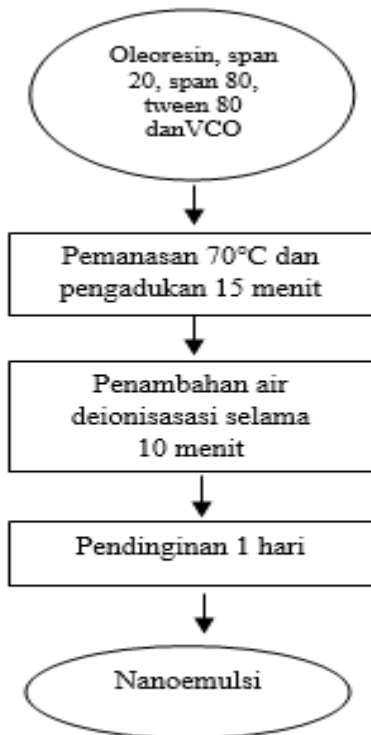 Oleoresin, span
20, span 80,
tween 80
danVCO
Pemanasan 70°C dan
pengadukan 15 menit
Penambahan air
deionisasasi selama
10 menit
Pendinginan 1 hari
Nanoemulsi